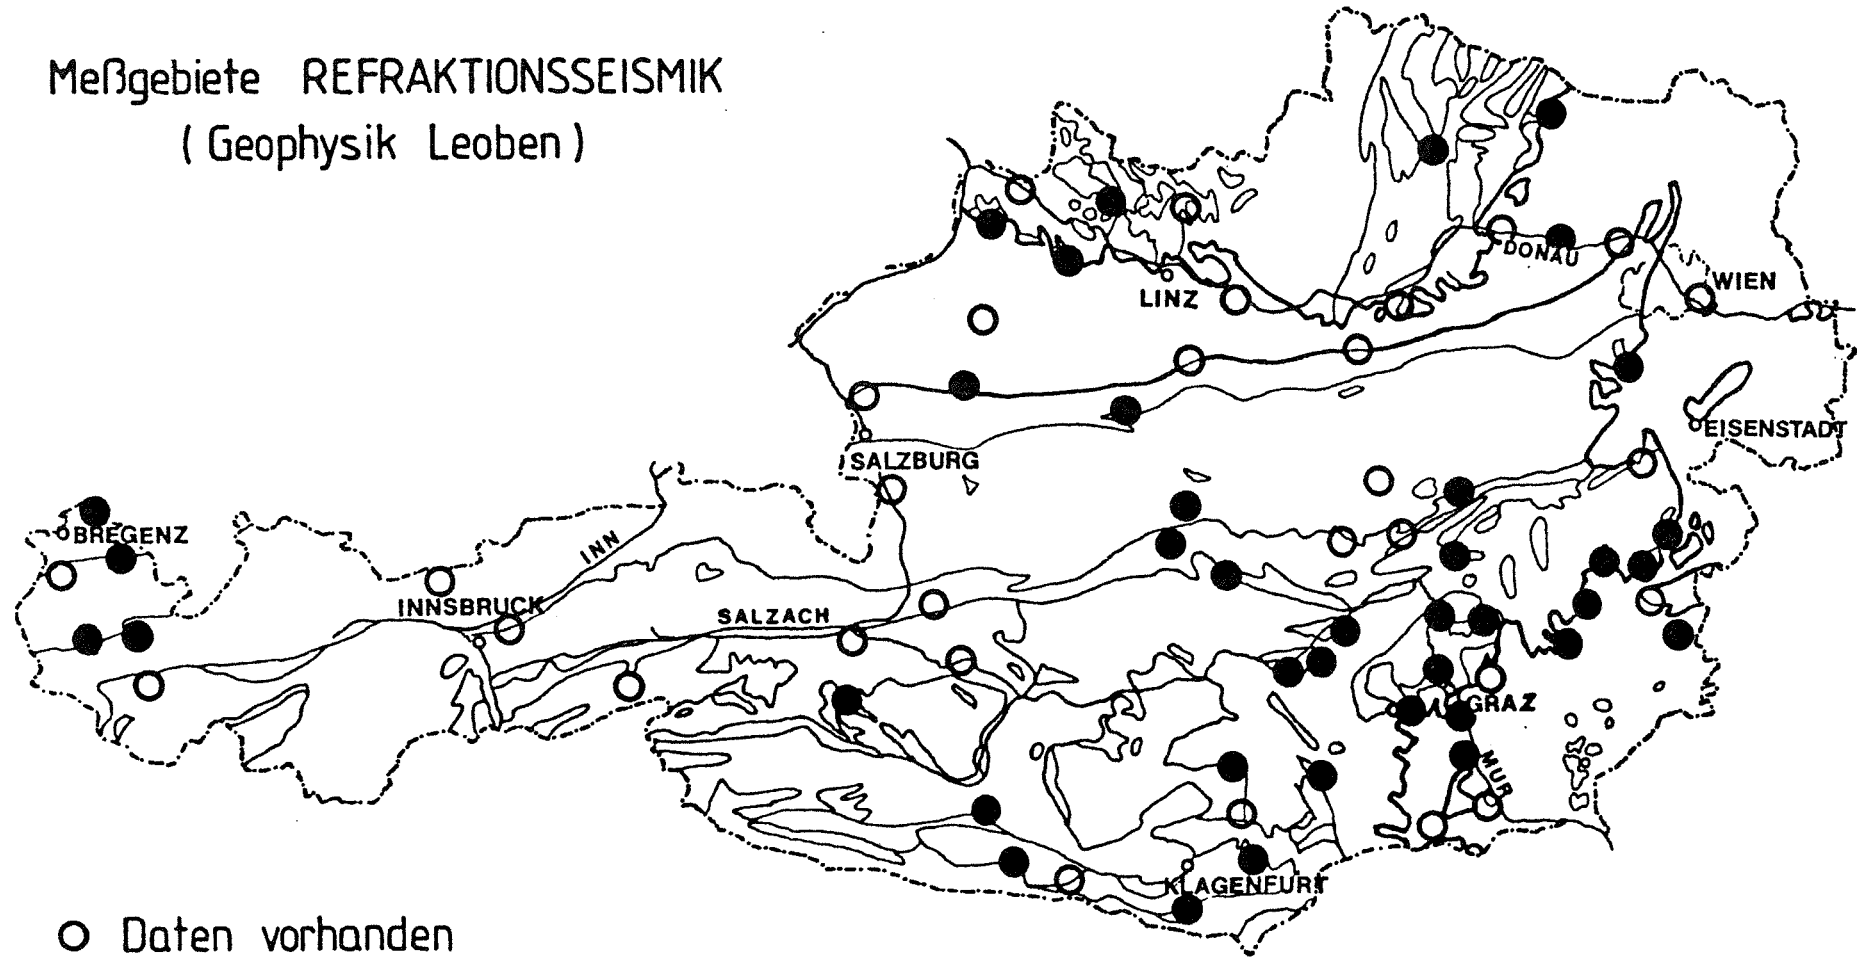 Meßgebiete REFRAKTIONSSEISMIK
(Geophysik Leoben)
DONAU
WIEN
LINZ
EISENSTADT
SALZBURG
BREGENZ
INN
INNSBRUCK
SALZACH
GRAZ
MUR
KLAGENFURT
O Daten vorhanden